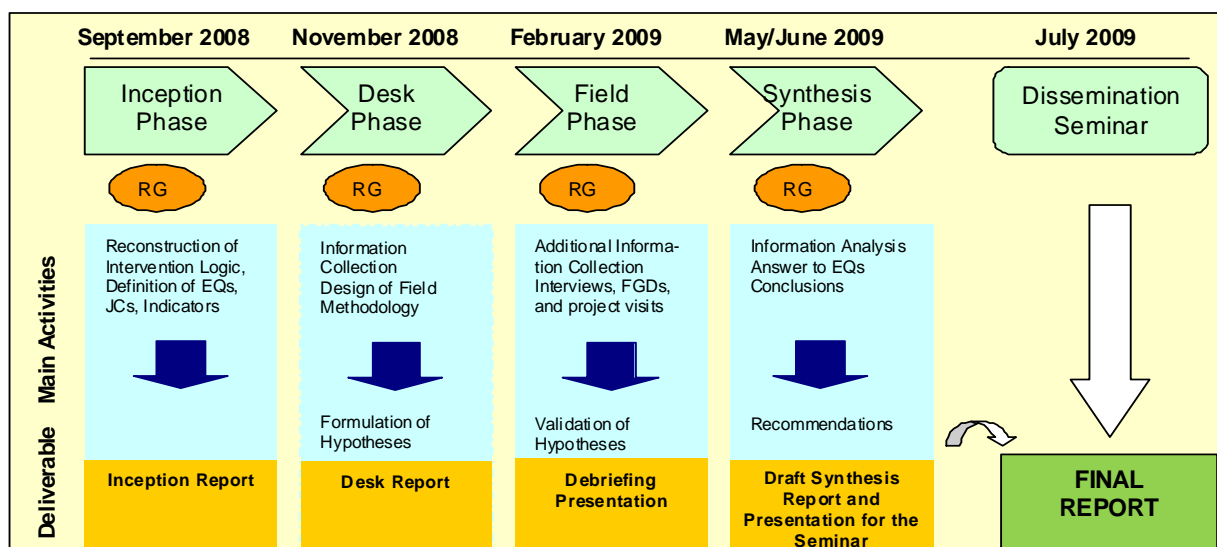 September 2008
November 2008
February 2009
May/June 2009
July 2009
Inception
Phase
Desk
Phase
Field
Phase
Synthesis
Phase
Dissemination
Seminar
RG
RG
RG
RG
Main Activities
Reconstruction of
Intervention Logic,
Definition of EQs,
JCs, Indicators
Information
Collection
Design of Field
Methodology
Formulation of
Hypotheses
Additional Informa-
tion Collection
Interviews, FGDs,
and project visits
Validation of
Hypotheses
Information Analysis
Answer to EQs
Conclusions
Recommendations
Deliverable
Inception Report
Desk Report
Debriefing
Presentation
Draft Synthesis
Report and
Presentation for the
Seminar
FINAL
REPORT